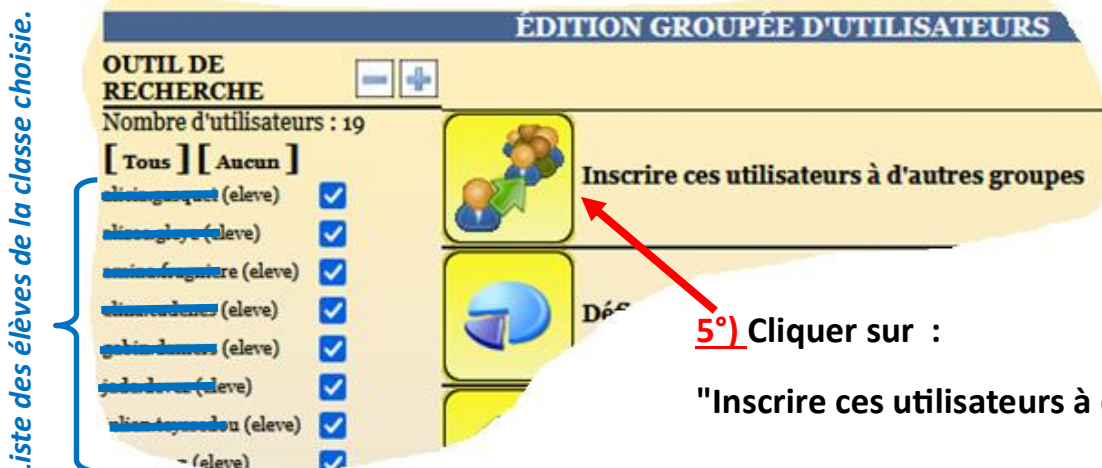 ÉDITION GROUPÉE D'UTILISATEURS
OUTIL DE
RECHERCHE
Nombre d'utilisateurs : 19
[ Tous ] [ Aucun ]
(eleve)
(eleve)
(eleve)
(eleve)
(eleve)
(eleve)
(eleve)
(eleve)
Inscrire ces utilisateurs à d'autres groupes
5°) Cliquer sur :
"Inscrire ces utilisateurs à
iste des élèves de la classe choisie.